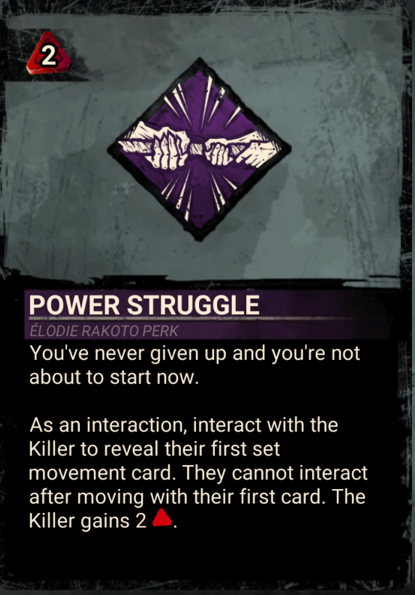 2
POWER STRUGGLE
ÉLODIE RAKOTO PERK
You've never given up and you're not
about to start now.
As an interaction, interact with the
Killer to reveal their first set
movement card. They cannot interact
after moving with their first card. The
Killer gains 2 .